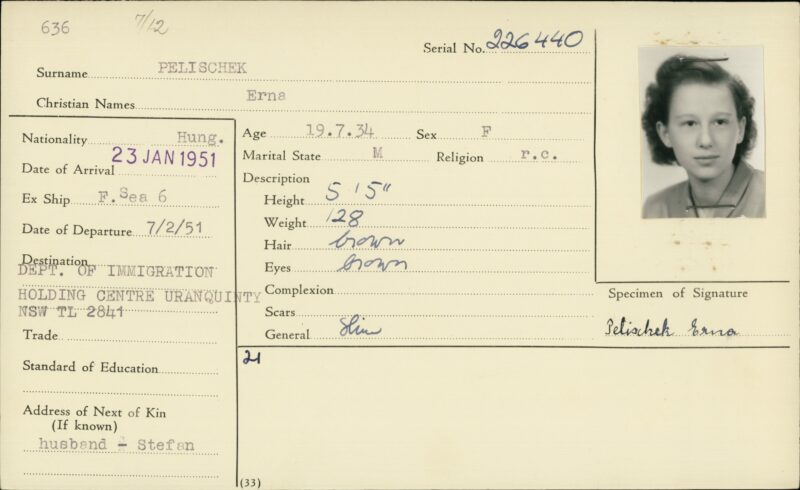 636 7/12
Serial No. 226440
Surname PELISCHEK
Christian Names Erna
Nationality Hung.
Date of Arrival 23 JAN 1951
Ex Ship F.Sea 6
Date of Departure 7/2/51
Destination
DEPT. OF IMMIGRATION
HOLDING CENTRE URANQUINTY
NSW TL 2841
Trade
Standard of Education
Address of Next of Kin
(If known)
husband - Stefan
Age 19.7.34 Sex F
Marital State M Religion r.c.
Description
Height 5'5"
Weight 128
Hair brown
Eyes brown
Complexion
Scars
General Slim
21
(33)
Specimen of Signature
Pelischek Erna